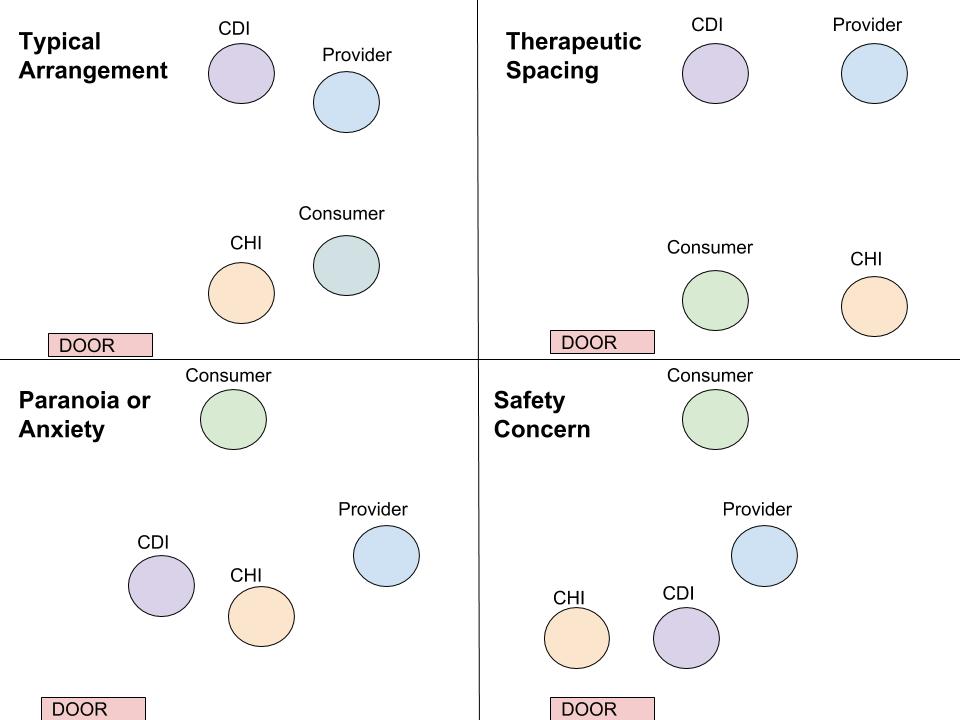 Typical
Arrangement
CDI
Provider
Consumer
CHI
DOOR
Therapeutic
Spacing
CDI
Provider
Consumer
CHI
DOOR
Paranoia or
Anxiety
Consumer
Provider
CDI
CHI
DOOR
Safety
Concern
Consumer
Provider
CHI
CDI
DOOR